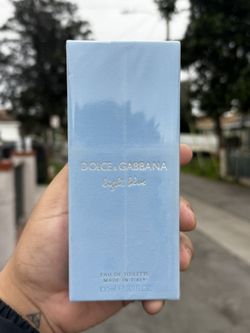 DOLCE & GABBANA
light blue
EAU DE TOILETTE
MADE IN ITALY